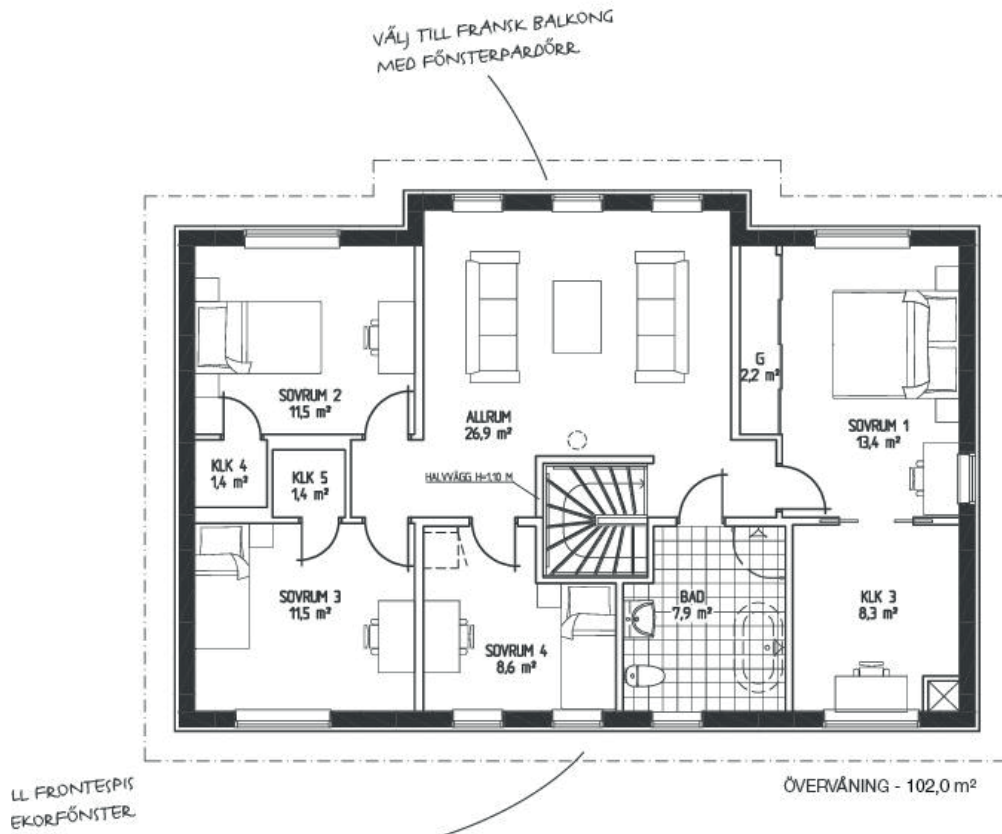 VÄLJ TILL FRANSK BALKONG
MED FÖNSTERPARDÖRR
SOVRUM 2
11,5 m²
ALLRUM
26,9 m²
G
2,2 m²
SOVRUM 1
13,4 m²
KLK 4
1,4 m²
KLK 5
1,4 m²
HALVVÄGG H=1,10 M
SOVRUM 3
11,5 m²
SOVRUM 4
8,6 m²
BAD
7,9 m²
KLK 3
8,3 m²
LL FRONTESPIS
EKORFÖNSTER
ÖVERVÅNING - 102,0 m²